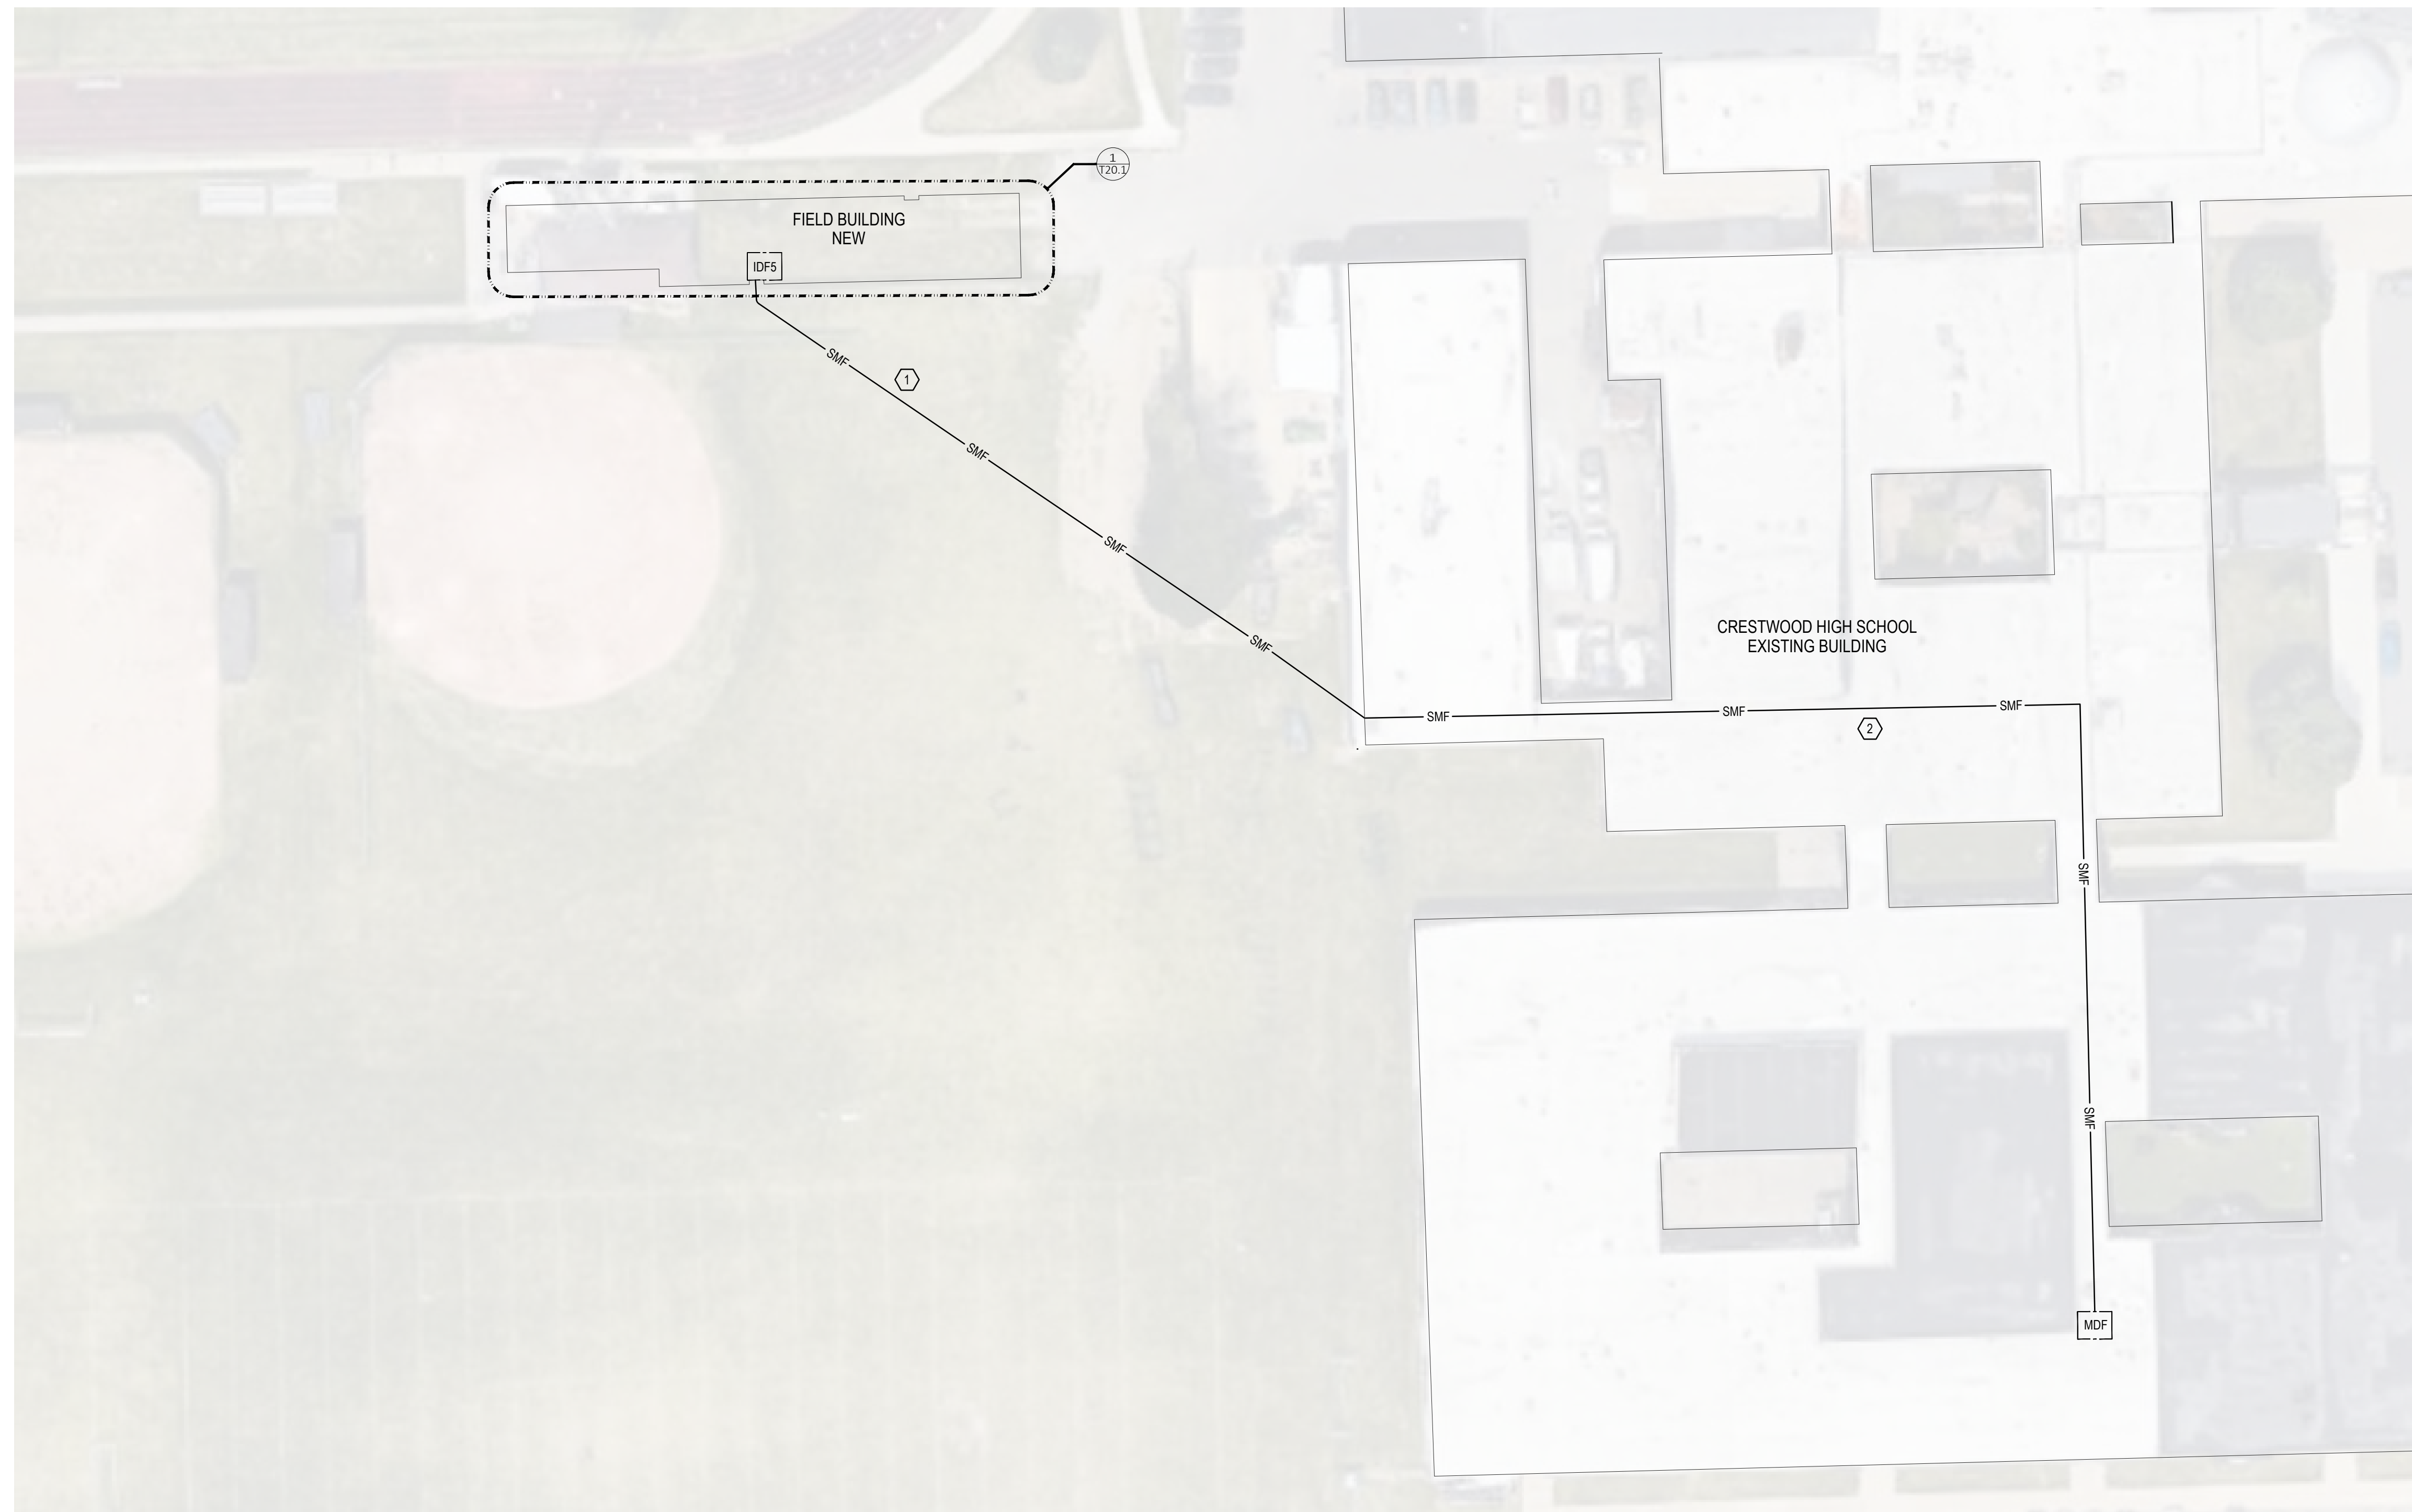 1
T20.1
FIELD BUILDING
NEW
IDF5
SMF
1
SMF
SMF
SMF
CRESTWOOD HIGH SCHOOL
EXISTING BUILDING
SMF
SMF
SMF
2
SMF
SMF
MDF